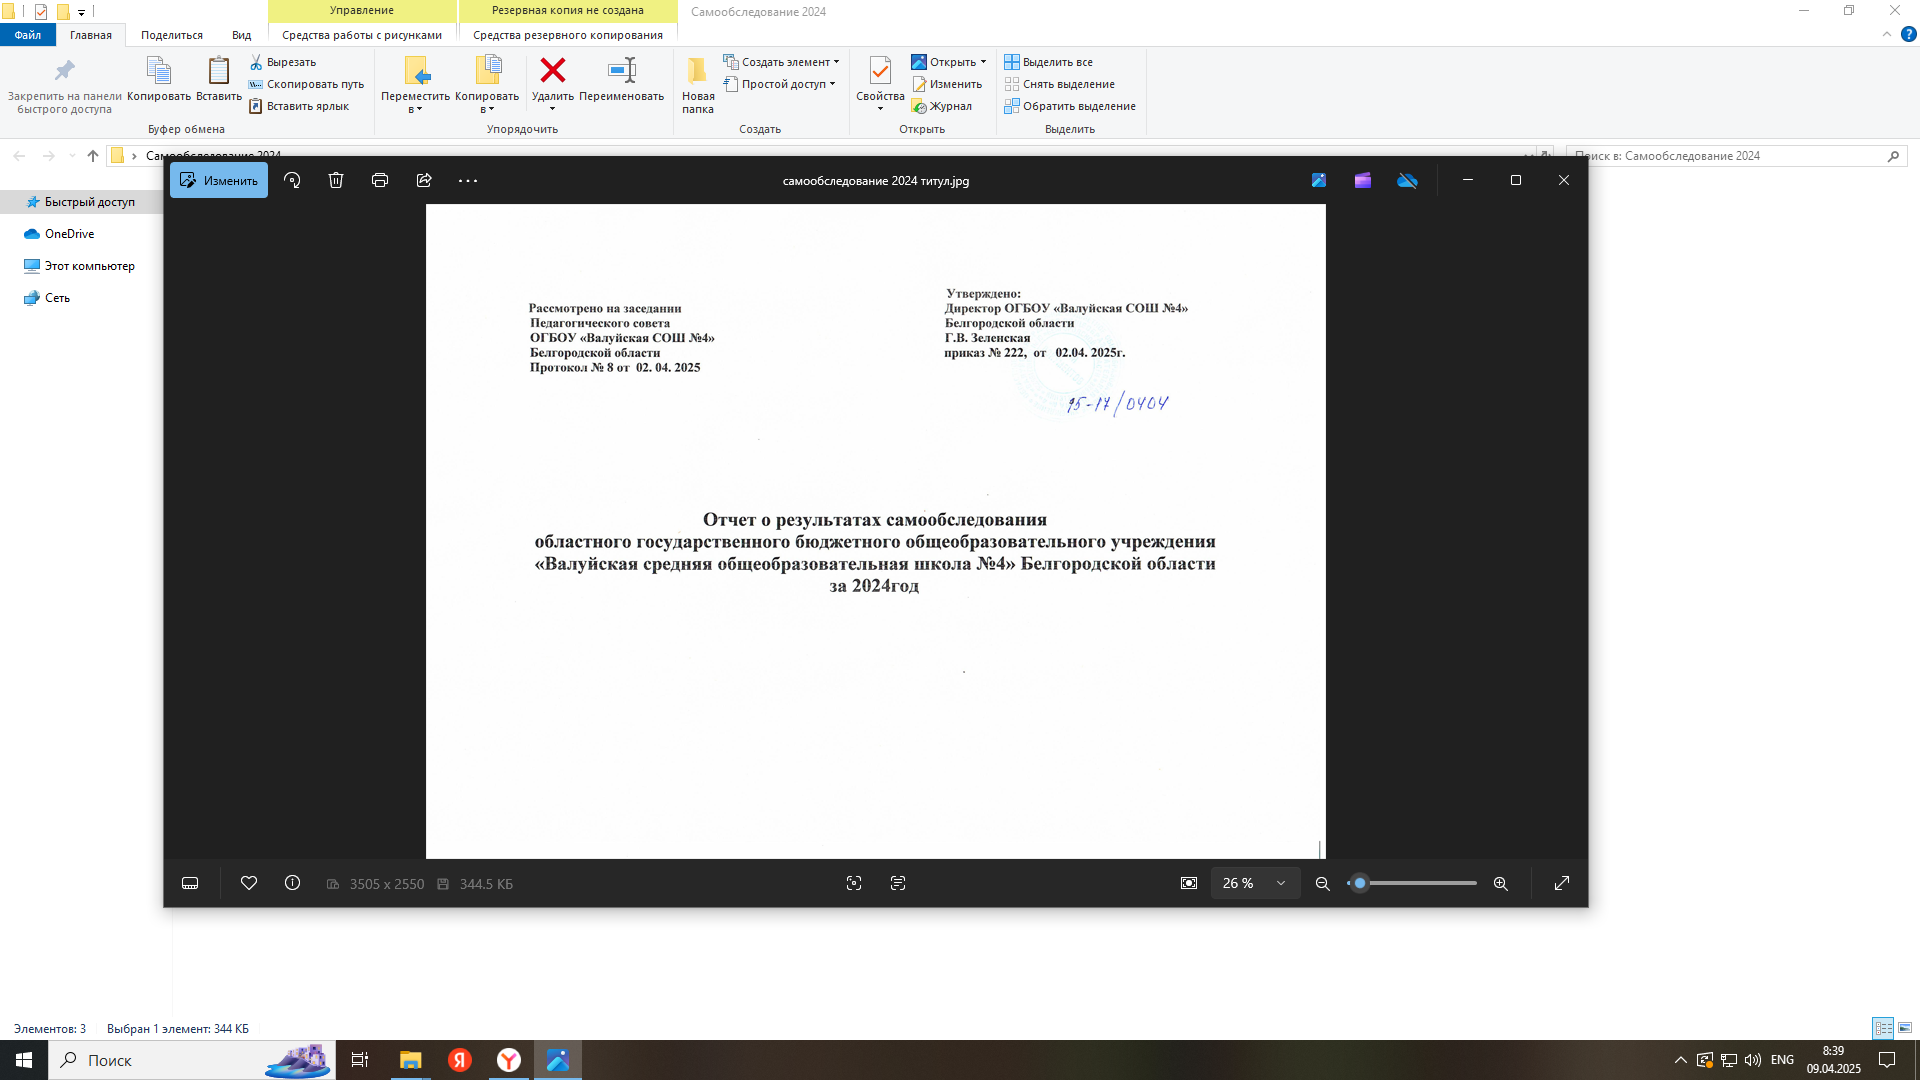 Управление
Резервная копия не создана
Самообследование 2024
Файл
Главная
Поделиться
Вид
Средства работы с рисунками
Средства резервного копирования
Закрепить на панели
быстрого доступа
Копировать
Вставить
Вырезать
Скопировать путь
Вставить ярлык
Буфер обмена
Переместить
в
Копировать
в
Удалить
Переименовать
Упорядочить
Новая
папка
Создать элемент
Простой доступ
Создать
Свойства
Открыть
Изменить
Журнал
Открыть
Выделить все
Снять выделение
Обратить выделение
Выделить
Самообследование 2024
Поиск в: Самообследование 2024
Быстрый доступ
OneDrive
Этот компьютер
Сеть
Изменить
самообследование 2024 титул.jpg
Рассмотрено на заседании
Педагогического совета
ОГБОУ «Валуйская СОШ №4»
Белгородской области
Протокол № 8 от 02. 04. 2025
Утверждено:
Директор ОГБОУ «Валуйская СОШ №4»
Белгородской области
Г.В. Зеленская
приказ № 222, от 02.04. 2025г.
95-17/0404
Отчет о результатах самообследования
областного государственного бюджетного общеобразовательного учреждения
«Валуйская средняя общеобразовательная школа №4» Белгородской области
за 2024год
3505 x 2550
344.5 КБ
26 %
Элементов: 3
Выбран 1 элемент: 344 КБ
Поиск
Я
Y
ENG
8:39
09.04.2025